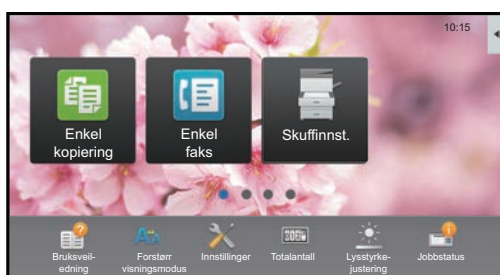 10:15
Enkel
kopiering
Enkel
faks
Skuffinnst.
Bruksveil-
edning
Forstørr
visningsmodus
Innstillinger
Totalantall
Lysstyrke-
justering
Jobbstatus